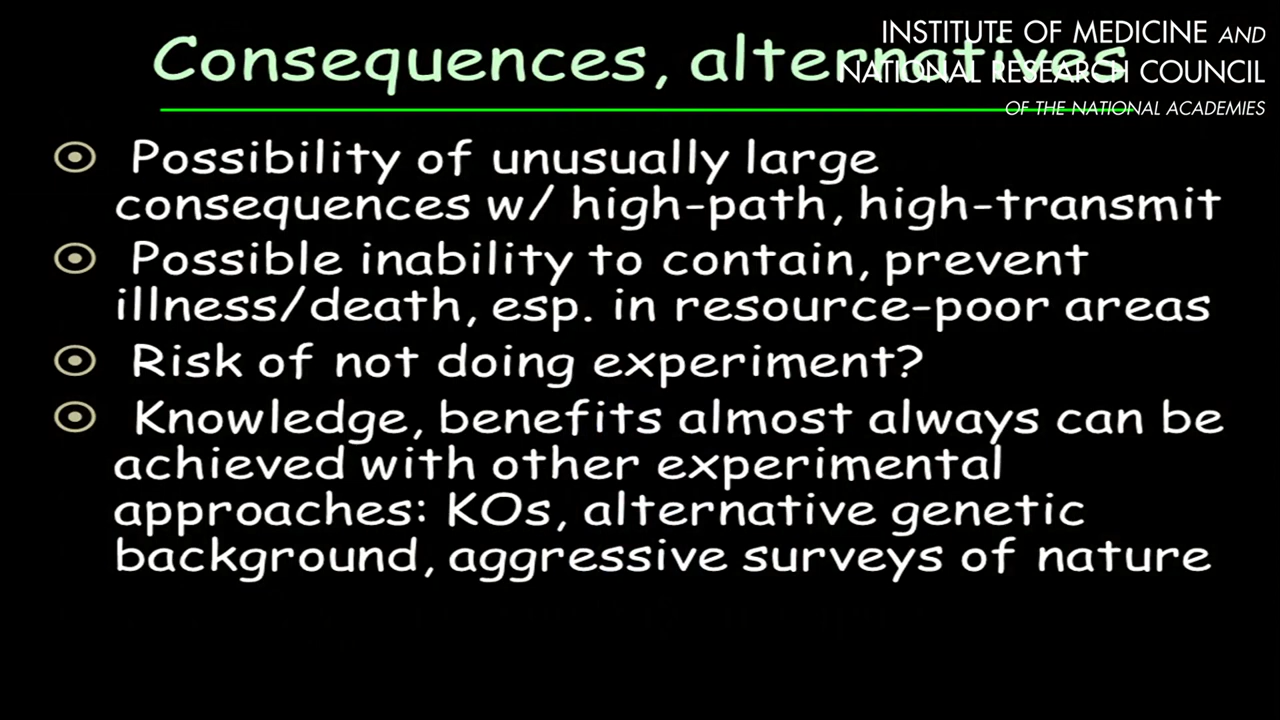 Consequences, alternatives
INSTITUTE OF MEDICINE AND
NATIONAL RESEARCH COUNCIL
OF THE NATIONAL ACADEMIES
Possibility of unusually large
consequences w/ high-path, high-transmit
Possible inability to contain, prevent
illness/death, esp. in resource-poor areas
Risk of not doing experiment?
Knowledge, benefits almost always can be
achieved with other experimental
approaches: KOs, alternative genetic
background, aggressive surveys of nature